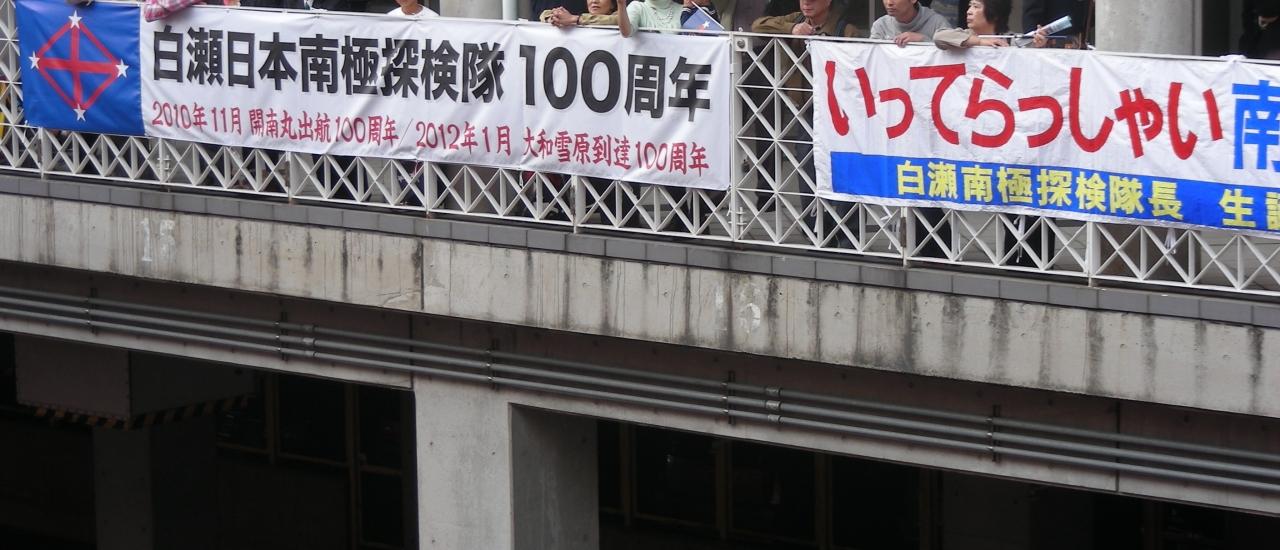 白瀬日本南極探検隊 100周年
2010年11月 開南丸出航100周年/2012年1月 大和雪原到達100周年
いってらっしゃい 南
白瀬南極探検隊長 生誕